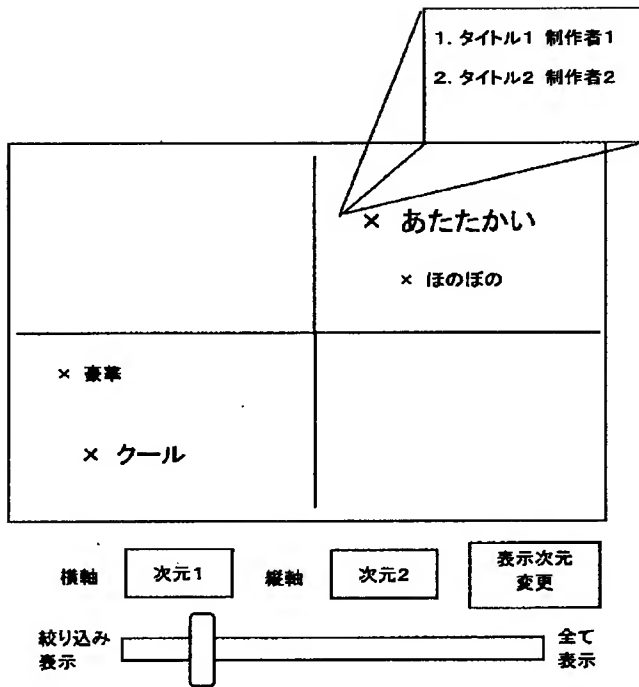 1. タイトル1 制作者1
2. タイトル2 制作者2
× あたたかい
× ほのぼの
× 豪華
× クール
横軸 次元1 縦軸 次元2 表示次元
変更
絞り込み
表示
全て
表示